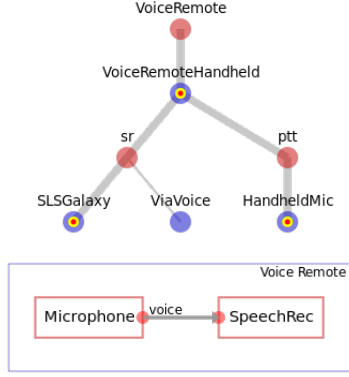 VoiceRemote
VoiceRemoteHandheld
sr
ptt
SLSGalaxy
ViaVoice
HandheldMic
Voice Remote
Microphone
voice
SpeechRec